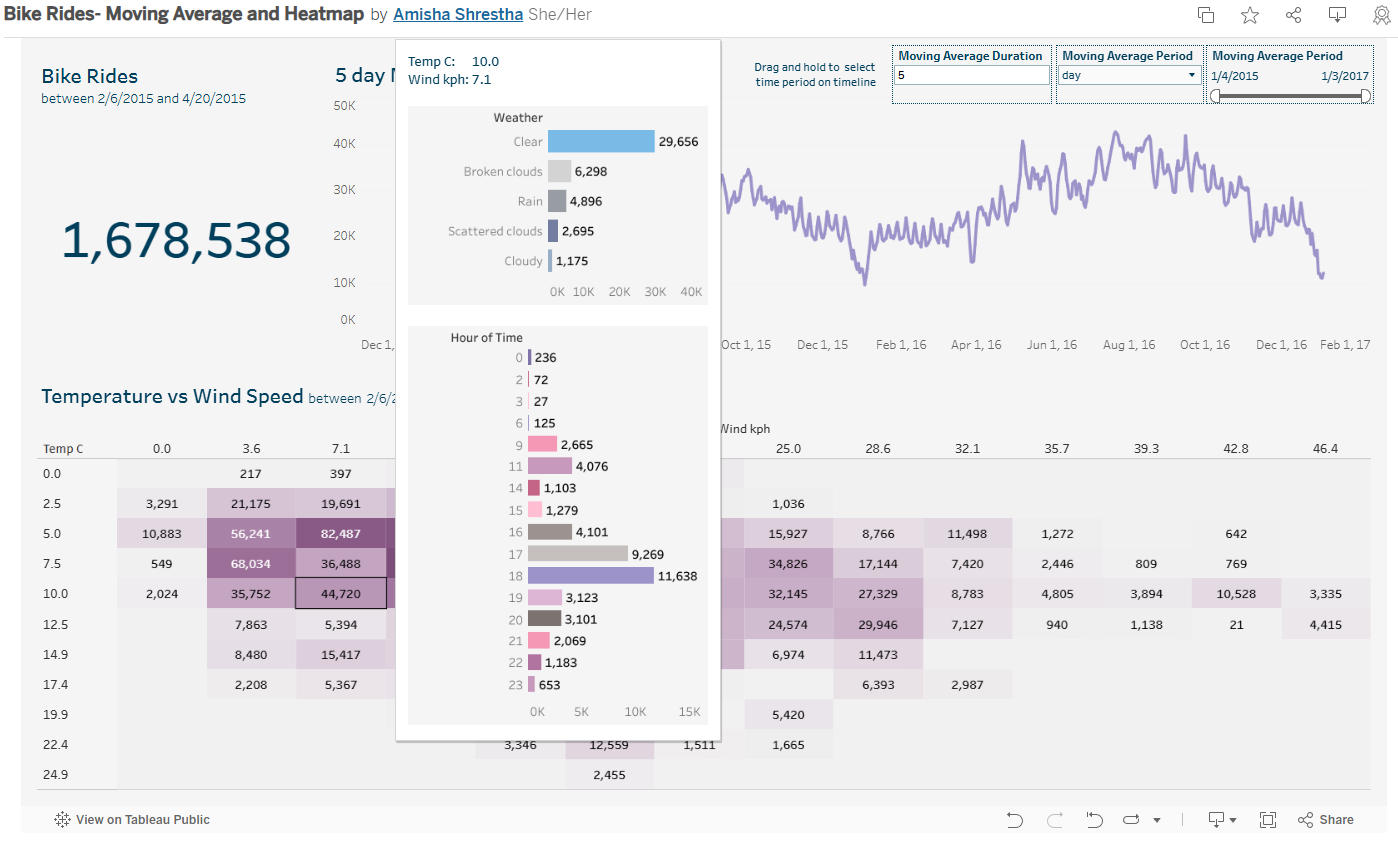 Bike Rides- Moving Average and Heatmap by Amisha Shrestha She/Her
Bike Rides
between 2/6/2015 and 4/20/2015
1,678,538
5 day
50K
40K
30K
20K
10K
0K
Dec 1,
Oct 1, 15 Dec 1, 15 Feb 1, 16 Apr 1, 16 Jun 1, 16 Aug 1, 16 Oct 1, 16 Dec 1, 16 Feb 1, 17
Drag and hold to select
time period on timeline
Moving Average Duration
5
Moving Average Period
day
Moving Average Period
1/4/2015 1/3/2017
Temp C: 10.0
Wind kph: 7.1
Weather
Clear 29,656
Broken clouds 6,298
Rain 4,896
Scattered clouds 2,695
Cloudy 1,175
0K 10K 20K 30K 40K
Hour of Time
0 236
2 72
3 27
6 125
9 2,665
11 4,076
14 1,103
15 1,279
16 4,101
17 9,269
18 11,638
19 3,123
20 3,101
21 2,069
22 1,183
23 653
0K 5K 10K 15K
Temperature vs Wind Speed between 2/6/2
Wind kph
Temp C 0.0 3.6 7.1 25.0 28.6 32.1 35.7 39.3 42.8 46.4
0.0 217 397
2.5 3,291 21,175 19,691 1,036
5.0 10,883 56,241 82,487 15,927 8,766 11,498 1,272 642
7.5 549 68,034 36,488 34,826 17,144 7,420 2,446 809 769
10.0 2,024 35,752 44,720 32,145 27,329 8,783 4,805 3,894 10,528 3,335
12.5 7,863 5,394 24,574 29,946 7,127 940 1,138 21 4,415
14.9 8,480 15,417 6,974 11,473
17.4 2,208 5,367 6,393 2,987
19.9 5,420
22.4 3,346 12,559 1,511 1,665
24.9 2,455
View on Tableau Public
Share